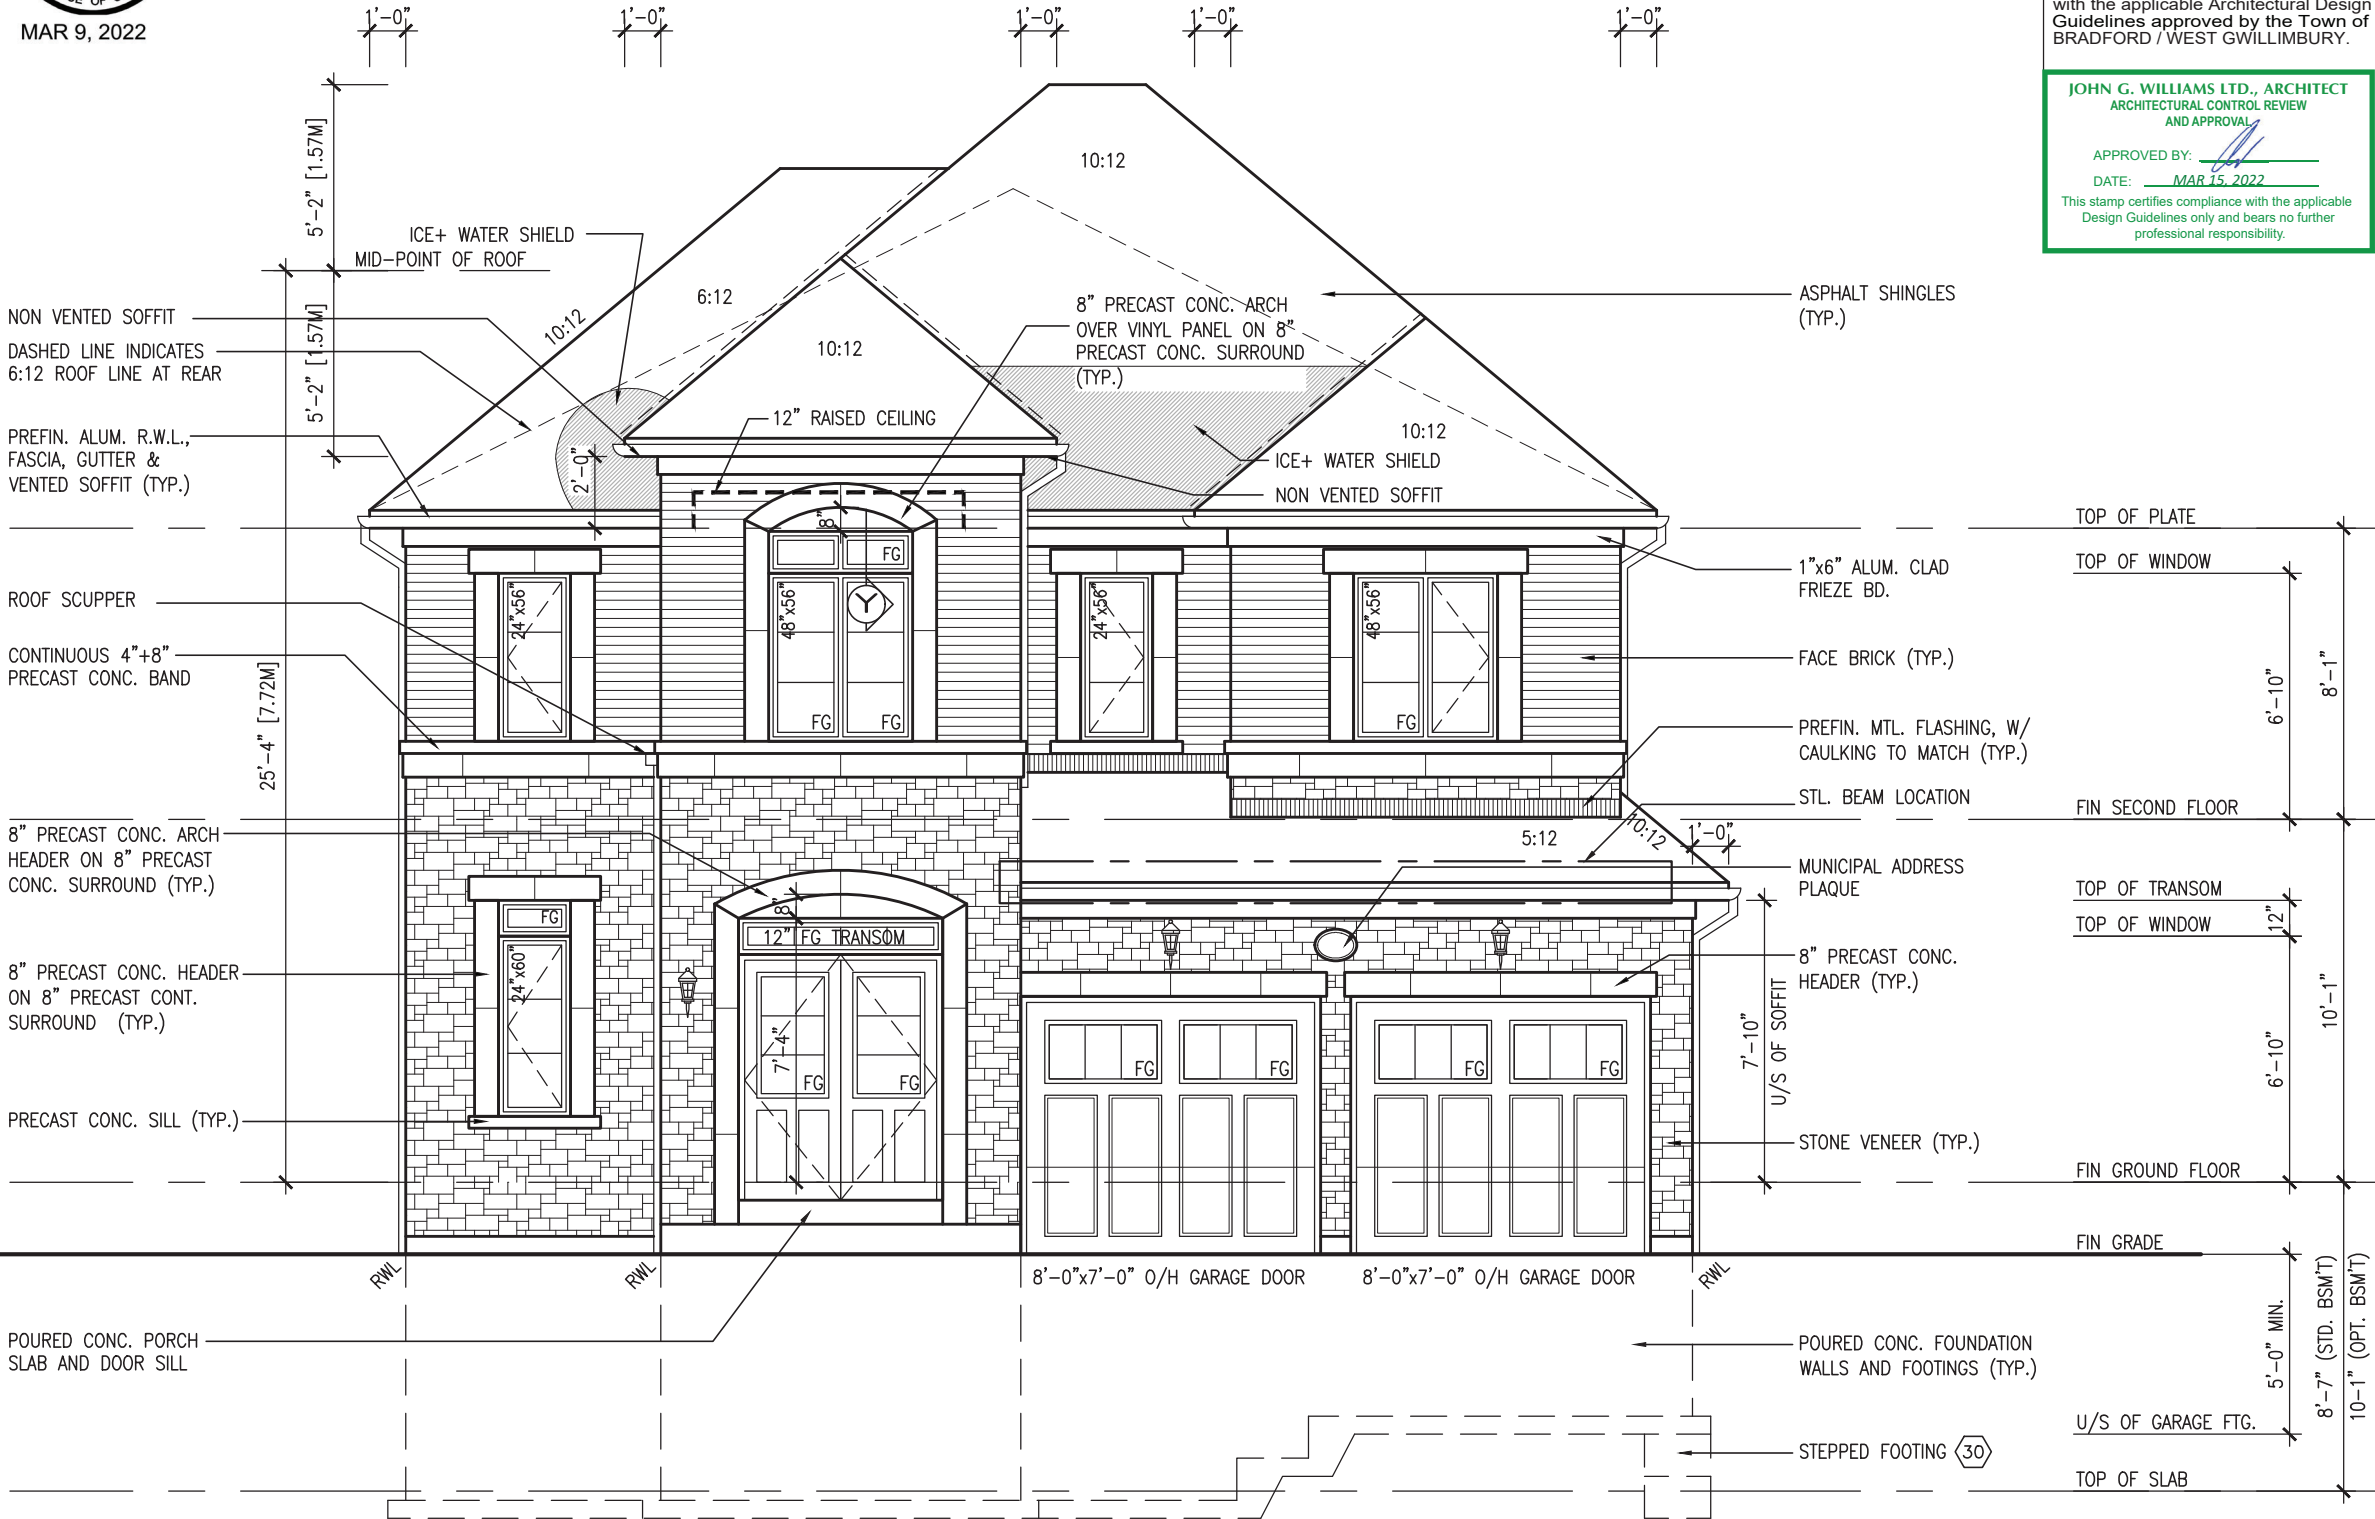 MAR 9, 2022
1'-0"
1'-0"
1'-0"
1'-0"
1'-0"
with the applicable Architectural Design
Guidelines approved by the Town of
BRADFORD / WEST GWILLIMBURY.
JOHN G. WILLIAMS LTD., ARCHITECT
ARCHITECTURAL CONTROL REVIEW
AND APPROVAL
APPROVED BY:
DATE: MAR 15, 2022
This stamp certifies compliance with the applicable
Design Guidelines only and bears no further
professional responsibility.
5'-2" [1.57M]
5'-2" [1.57M]
25'-4" [7.72M]
ICE+ WATER SHIELD
MID-POINT OF ROOF
NON VENTED SOFFIT
DASHED LINE INDICATES
6:12 ROOF LINE AT REAR
PREFIN. ALUM. R.W.L.,
FASCIA, GUTTER &
VENTED SOFFIT (TYP.)
ROOF SCUPPER
CONTINUOUS 4"+8"
PRECAST CONC. BAND
8" PRECAST CONC. ARCH
HEADER ON 8" PRECAST
CONC. SURROUND (TYP.)
8" PRECAST CONC. HEADER
ON 8" PRECAST CONT.
SURROUND (TYP.)
PRECAST CONC. SILL (TYP.)
POURED CONC. PORCH
SLAB AND DOOR SILL
10:12
6:12
10:12
10:12
10:12
8" PRECAST CONC. ARCH
OVER VINYL PANEL ON 8"
PRECAST CONC. SURROUND
(TYP.)
12" RAISED CEILING
2'-0"
ICE+ WATER SHIELD
NON VENTED SOFFIT
8"
FG
24"x56"
48"x56"
Y
24"x56"
48"x56"
FG
FG
FG
5:12
10:12
1'-0"
8"
12" FG TRANSOM
FG
24"x60"
7'-4"
FG
FG
FG
FG
FG
FG
7'-10"
U/S OF SOFFIT
RWL
RWL
8'-0"x7'-0" O/H GARAGE DOOR
8'-0"x7'-0" O/H GARAGE DOOR
RWL
ASPHALT SHINGLES
(TYP.)
1"x6" ALUM. CLAD
FRIEZE BD.
FACE BRICK (TYP.)
PREFIN. MTL. FLASHING, W/
CAULKING TO MATCH (TYP.)
STL. BEAM LOCATION
MUNICIPAL ADDRESS
PLAQUE
8" PRECAST CONC.
HEADER (TYP.)
STONE VENEER (TYP.)
POURED CONC. FOUNDATION
WALLS AND FOOTINGS (TYP.)
STEPPED FOOTING 30
TOP OF PLATE
TOP OF WINDOW
FIN SECOND FLOOR
TOP OF TRANSOM
TOP OF WINDOW
FIN GROUND FLOOR
FIN GRADE
U/S OF GARAGE FTG.
TOP OF SLAB
6'-10"
8'-1"
12"
6'-10"
10'-1"
5'-0" MIN.
8'-7" (STD. BSM'T)
10-1" (OPT. BSM'T)